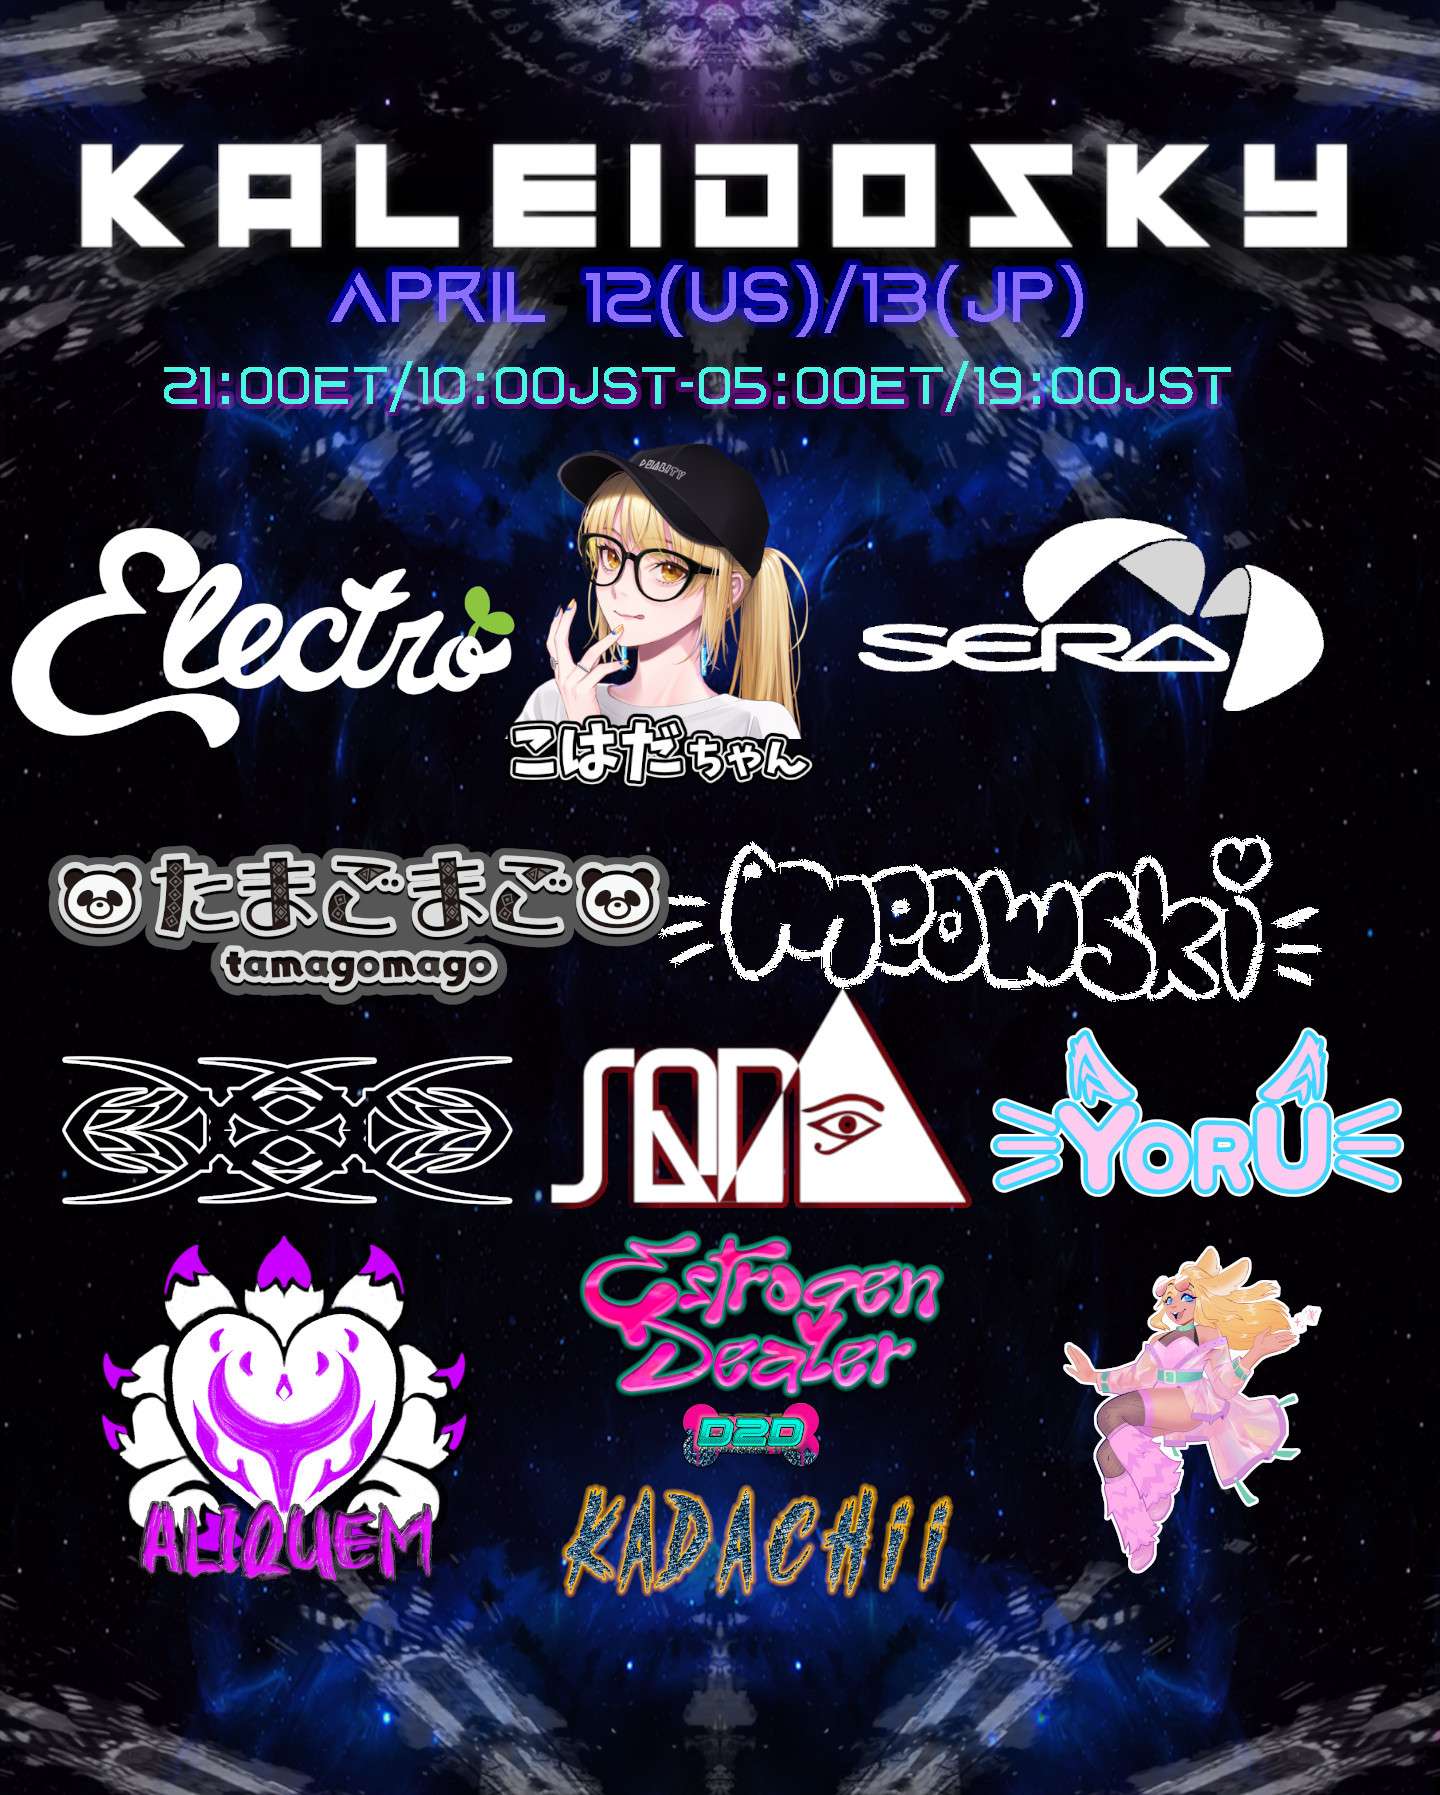 KALEIDOSKY
APRIL 12(US)/13(JP)
21:00ET/10:00JST-05:00ET/19:00JST
Electro
こはだちゃん
SERA
たまごまご
tamagomago
meowski
YORU
Estrogen
Dealer
D2D
ALIQUEM
KADACHii